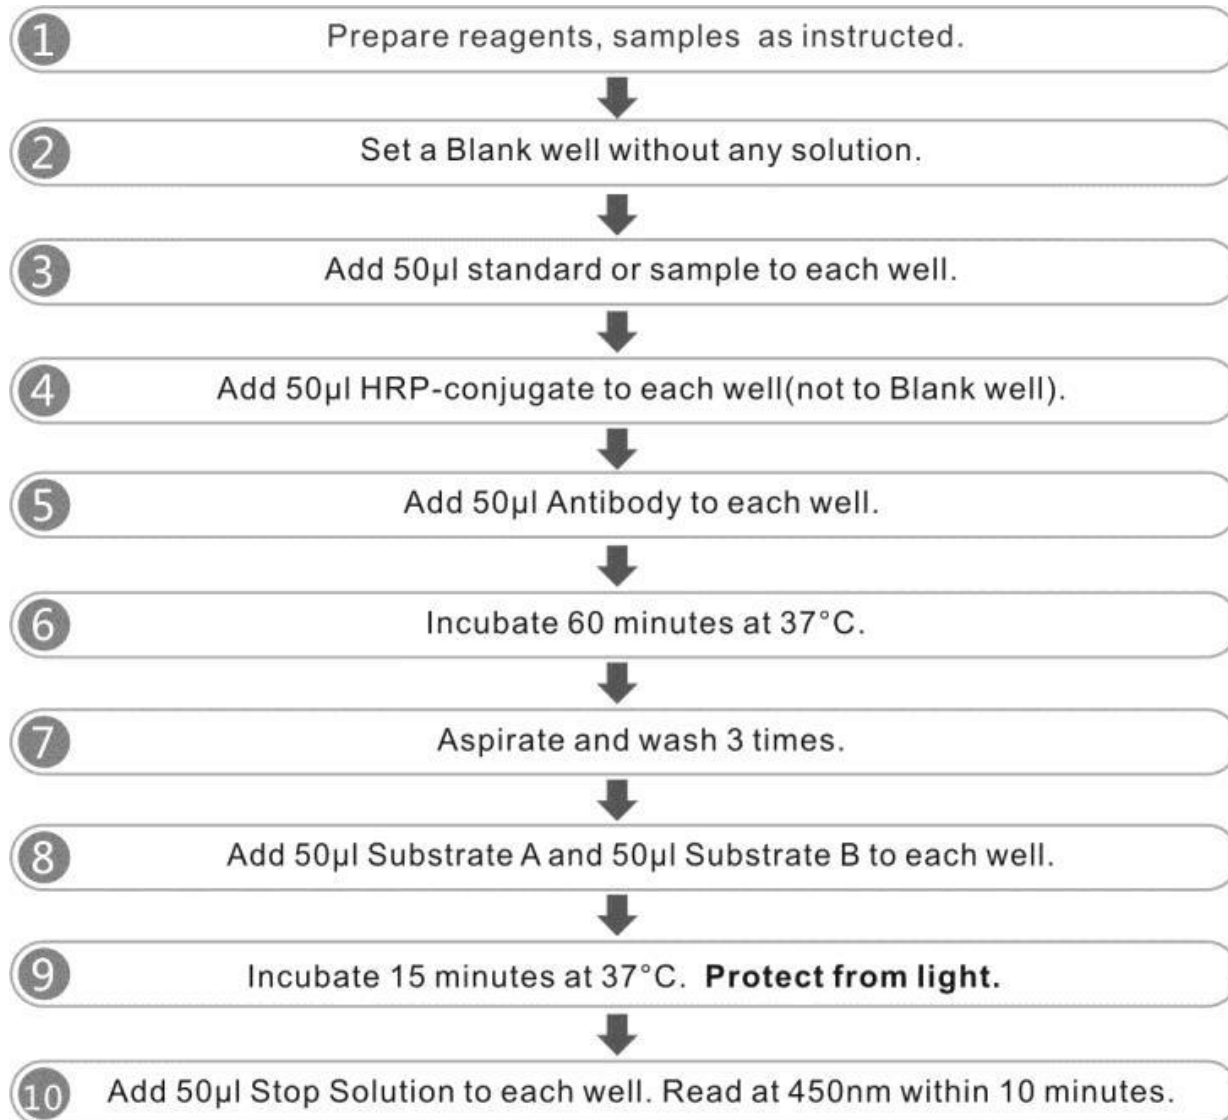 1 Prepare reagents, samples as instructed.
2 Set a Blank well without any solution.
3 Add 50μl standard or sample to each well.
4 Add 50μl HRP-conjugate to each well(not to Blank well).
5 Add 50μl Antibody to each well.
6 Incubate 60 minutes at 37°C.
7 Aspirate and wash 3 times.
8 Add 50μl Substrate A and 50μl Substrate B to each well.
9 Incubate 15 minutes at 37°C. Protect from light.
10 Add 50μl Stop Solution to each well. Read at 450nm within 10 minutes.